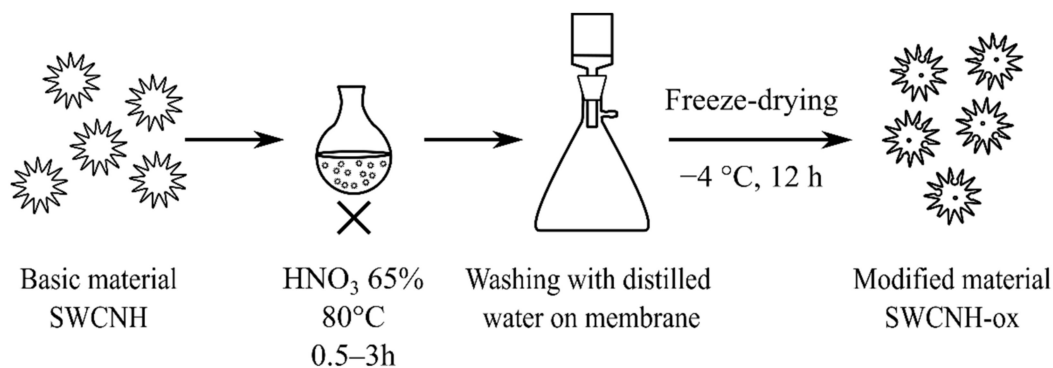 Freeze-drying
−4 °C, 12 h
Basic material
SWCNH
HNO₃ 65%
80°C
0.5–3h
Washing with distilled
water on membrane
Modified material
SWCNH-ox